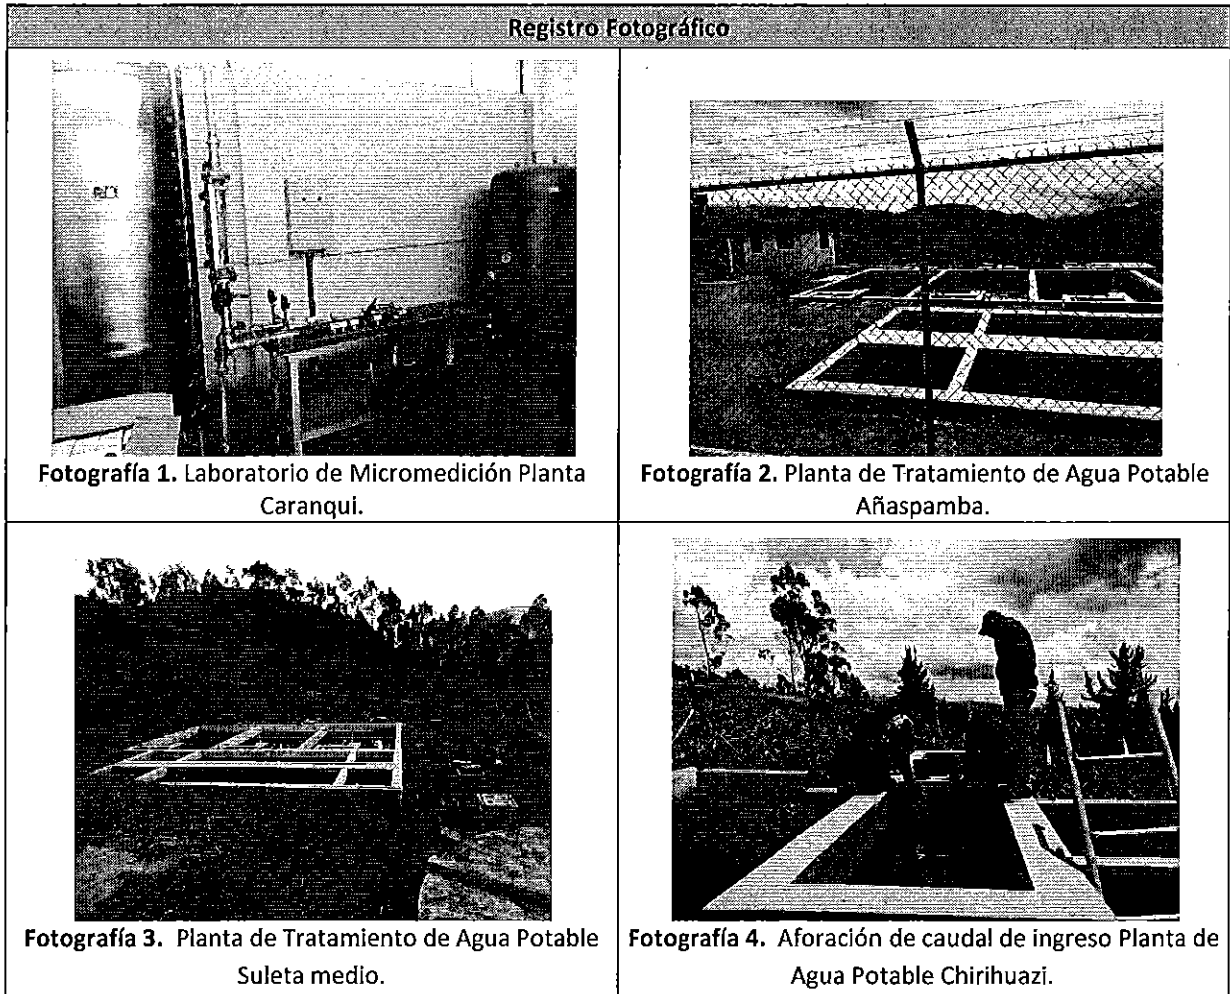 Registro Fotográfico
Fotografía 1. Laboratorio de Micromedición Planta
Caranqui.
Fotografía 2. Planta de Tratamiento de Agua Potable
Añaspamba.
Fotografía 3. Planta de Tratamiento de Agua Potable
Suleta medio.
Fotografía 4. Aforación de caudal de ingreso Planta de
Agua Potable Chirihuazi.